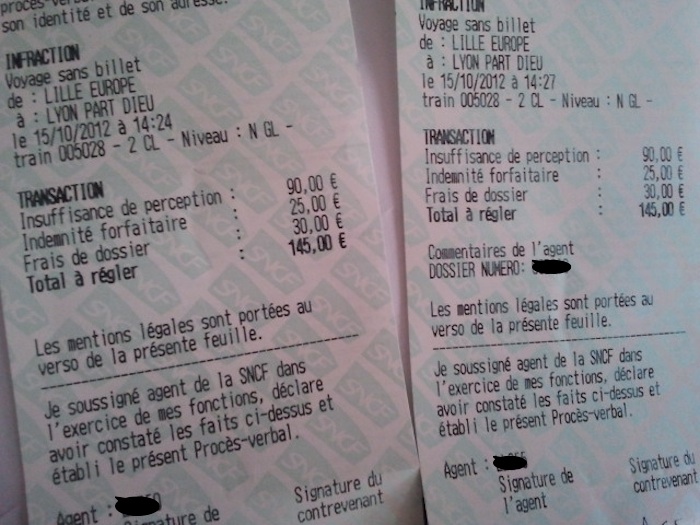 son identité et de son adresse.
INFRACTION
Voyage sans billet
de : LILLE EUROPE
à : LYON PART DIEU
le 15/10/2012 à 14:24
train 005028 - 2 CL - Niveau : N GL -
TRANSACTION
Insuffisance de perception : 90,00 €
Indemnité forfaitaire : 25,00 €
Frais de dossier : 30,00 €
Total à régler : 145,00 €
Les mentions légales sont portées au
verso de la présente feuille.
Je soussigné agent de la SNCF dans
l'exercice de mes fonctions, déclare
avoir constaté les faits ci-dessus et
établi le présent Procès-verbal.
Agent :
Signature du
contrevenant
INFRACTION
Voyage sans billet
de : LILLE EUROPE
à : LYON PART DIEU
le 15/10/2012 à 14:27
train 005028 - 2 CL - Niveau : N GL -
TRANSACTION
Insuffisance de perception : 90,00 €
Indemnité forfaitaire : 25,00 €
Frais de dossier : 30,00 €
Total à régler : 145,00 €
Commentaires de l'agent
DOSSIER NUMERO:
Les mentions légales sont portées au
verso de la présente feuille.
Je soussigné agent de la SNCF dans
l'exercice de mes fonctions, déclare
avoir constaté les faits ci-dessus et
établi le présent Procès-verbal.
Agent :
Signature de
l'agent
Signature du
contrevenant